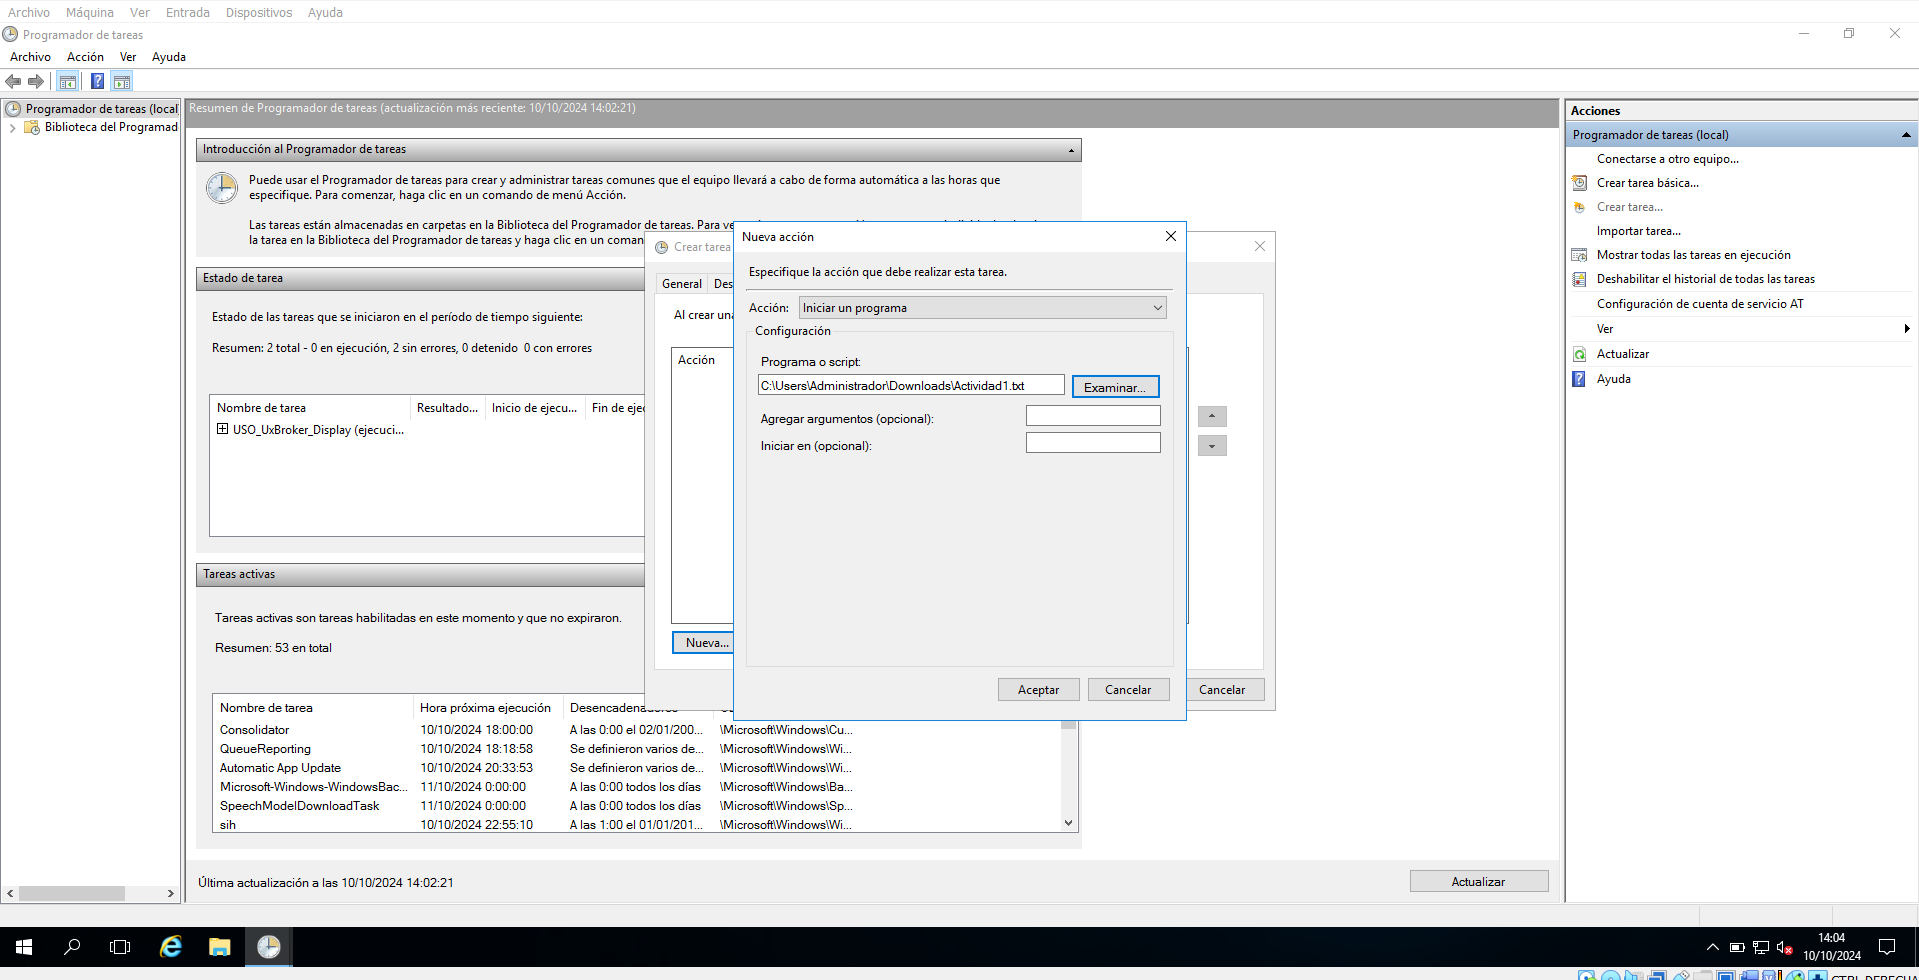 Archivo Máquina Ver Entrada Dispositivos Ayuda
Programador de tareas
Archivo Acción Ver Ayuda
Programador de tareas (local
Biblioteca del Programad
Resumen de Programador de tareas (actualización más reciente: 10/10/2024 14:02:21)
Introducción al Programador de tareas
Puede usar el Programador de tareas para crear y administrar tareas comunes que el equipo llevará a cabo de forma automática a las horas que
especifique. Para comenzar, haga clic en un comando de menú Acción.
Las tareas están almacenadas en carpetas en la Biblioteca del Programador de tareas. Para ve
la tarea en la Biblioteca del Programador de tareas y haga clic en un coman
Estado de tarea
Estado de las tareas que se iniciaron en el período de tiempo siguiente:
Resumen: 2 total - 0 en ejecución, 2 sin errores, 0 detenido 0 con errores
Nombre de tarea Resultado... Inicio de ejecu... Fin de eje
USO_UxBroker_Display (ejecuci...
Tareas activas
Tareas activas son tareas habilitadas en este momento y que no expiraron.
Resumen: 53 en total
Nombre de tarea Hora próxima ejecución Desencadenadores
Consolidator 10/10/2024 18:00:00 A las 0:00 el 02/01/200... \Microsoft\Windows\Cu...
QueueReporting 10/10/2024 18:18:58 Se definieron varios de... \Microsoft\Windows\Wi...
Automatic App Update 10/10/2024 20:33:53 Se definieron varios de... \Microsoft\Windows\Wi...
Microsoft-Windows-WindowsBac... 11/10/2024 0:00:00 A las 0:00 todos los días \Microsoft\Windows\Ba...
SpeechModelDownloadTask 11/10/2024 0:00:00 A las 0:00 todos los días \Microsoft\Windows\Sp...
sih 10/10/2024 22:55:10 A las 1:00 el 01/01/201... \Microsoft\Windows\Wi...
Última actualización a las 10/10/2024 14:02:21
Actualizar
Crear tarea
General Des
Al crear una
Acción
Nueva...
Cancelar
Nueva acción
Especifique la acción que debe realizar esta tarea.
Acción: Iniciar un programa
Configuración
Programa o script:
C:\Users\Administrador\Downloads\Actividad1.txt Examinar...
Agregar argumentos (opcional):
Iniciar en (opcional):
Aceptar Cancelar
Acciones
Programador de tareas (local)
Conectarse a otro equipo...
Crear tarea básica...
Crear tarea...
Importar tarea...
Mostrar todas las tareas en ejecución
Deshabilitar el historial de todas las tareas
Configuración de cuenta de servicio AT
Ver
Actualizar
Ayuda
14:04
10/10/2024